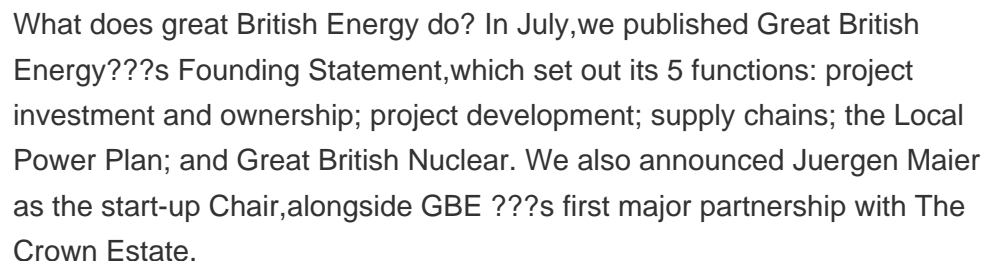 What does great British Energy do? In July,we published Great British
Energy???s Founding Statement,which set out its 5 functions: project
investment and ownership; project development; supply chains; the Local
Power Plan; and Great British Nuclear. We also announced Juergen Maier
as the start-up Chair,alongside GBE ???s first major partnership with The
Crown Estate.